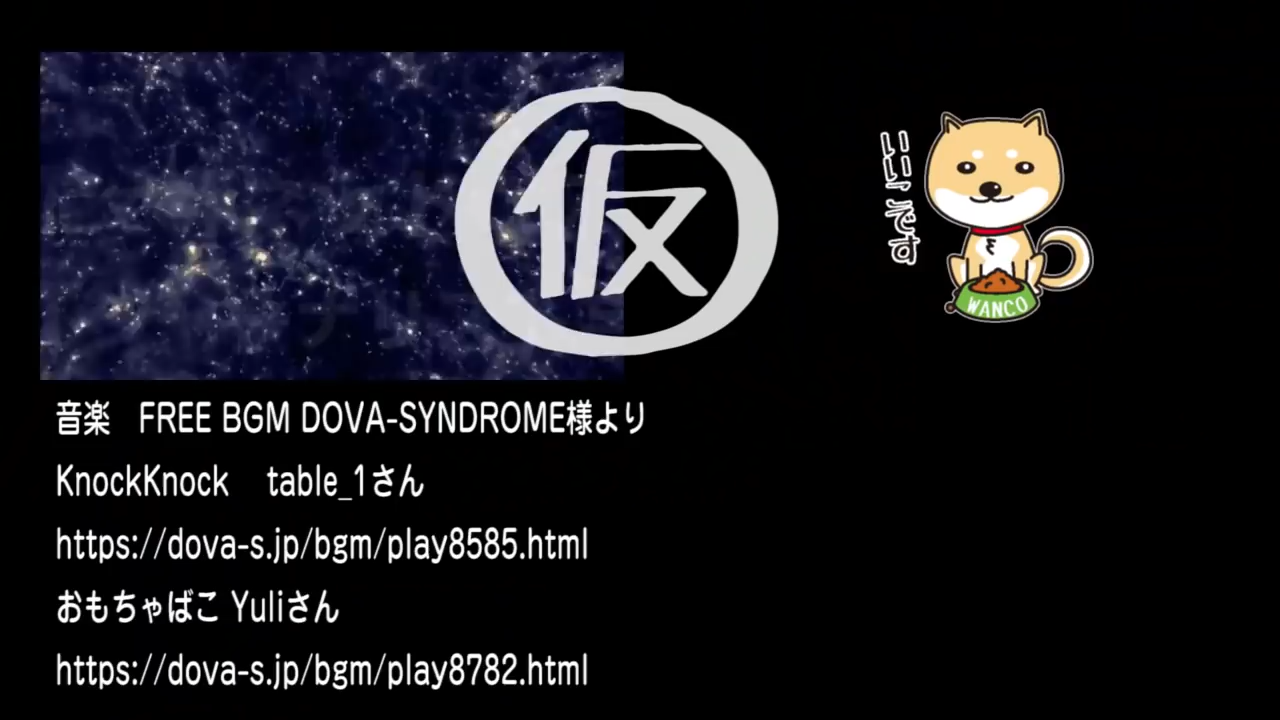 仮
いいこです
WANCO
音楽　FREE BGM DOVA-SYNDROME様より
KnockKnock　table_1さん
https://dova-s.jp/bgm/play8585.html
おもちゃばこ Yuliさん
https://dova-s.jp/bgm/play8782.html